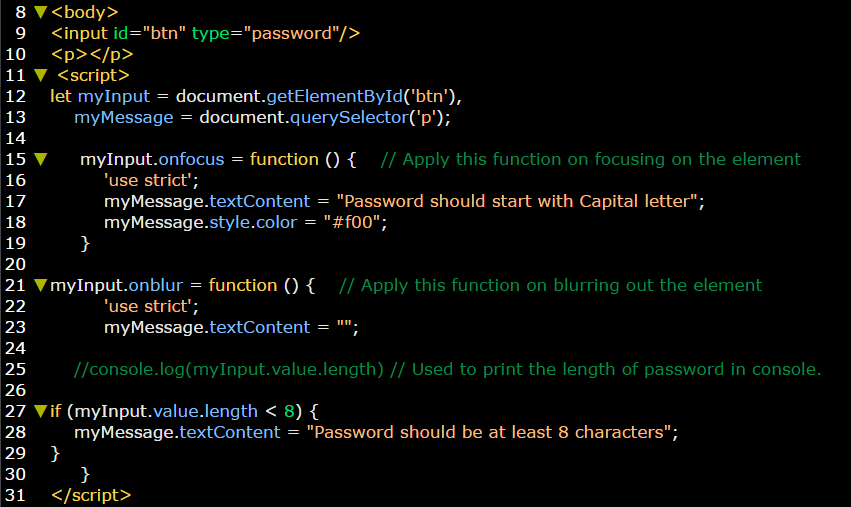 8 ▼<body>
9 <input id="btn" type="password"/>
10 <p></p>
11 ▼ <script>
12 let myInput = document.getElementById('btn'),
13 myMessage = document.querySelector('p');
14
15 ▼ myInput.onfocus = function () { // Apply this function on focusing on the element
16 'use strict';
17 myMessage.textContent = "Password should start with Capital letter";
18 myMessage.style.color = "#f00";
19 }
20
21 ▼myInput.onblur = function () { // Apply this function on blurring out the element
22 'use strict';
23 myMessage.textContent = "";
24
25 //console.log(myInput.value.length) // Used to print the length of password in console.
26
27 ▼if (myInput.value.length < 8) {
28 myMessage.textContent = "Password should be at least 8 characters";
29 }
30 }
31 </script>